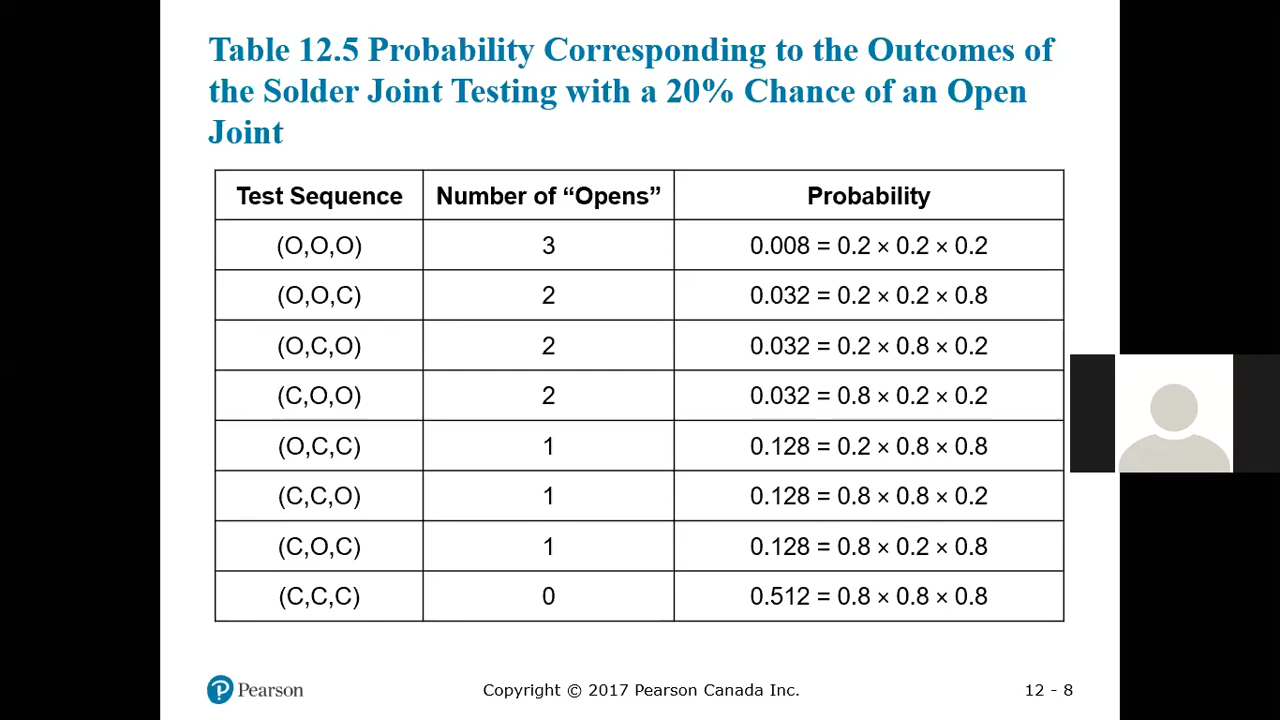 Table 12.5 Probability Corresponding to the Outcomes of
the Solder Joint Testing with a 20% Chance of an Open
Joint
Test Sequence Number of “Opens” Probability
(O,O,O) 3 0.008 = 0.2 × 0.2 × 0.2
(O,O,C) 2 0.032 = 0.2 × 0.2 × 0.8
(O,C,O) 2 0.032 = 0.2 × 0.8 × 0.2
(C,O,O) 2 0.032 = 0.8 × 0.2 × 0.2
(O,C,C) 1 0.128 = 0.2 × 0.8 × 0.8
(C,C,O) 1 0.128 = 0.8 × 0.8 × 0.2
(C,O,C) 1 0.128 = 0.8 × 0.2 × 0.8
(C,C,C) 0 0.512 = 0.8 × 0.8 × 0.8
Pearson Copyright © 2017 Pearson Canada Inc. 12 - 8